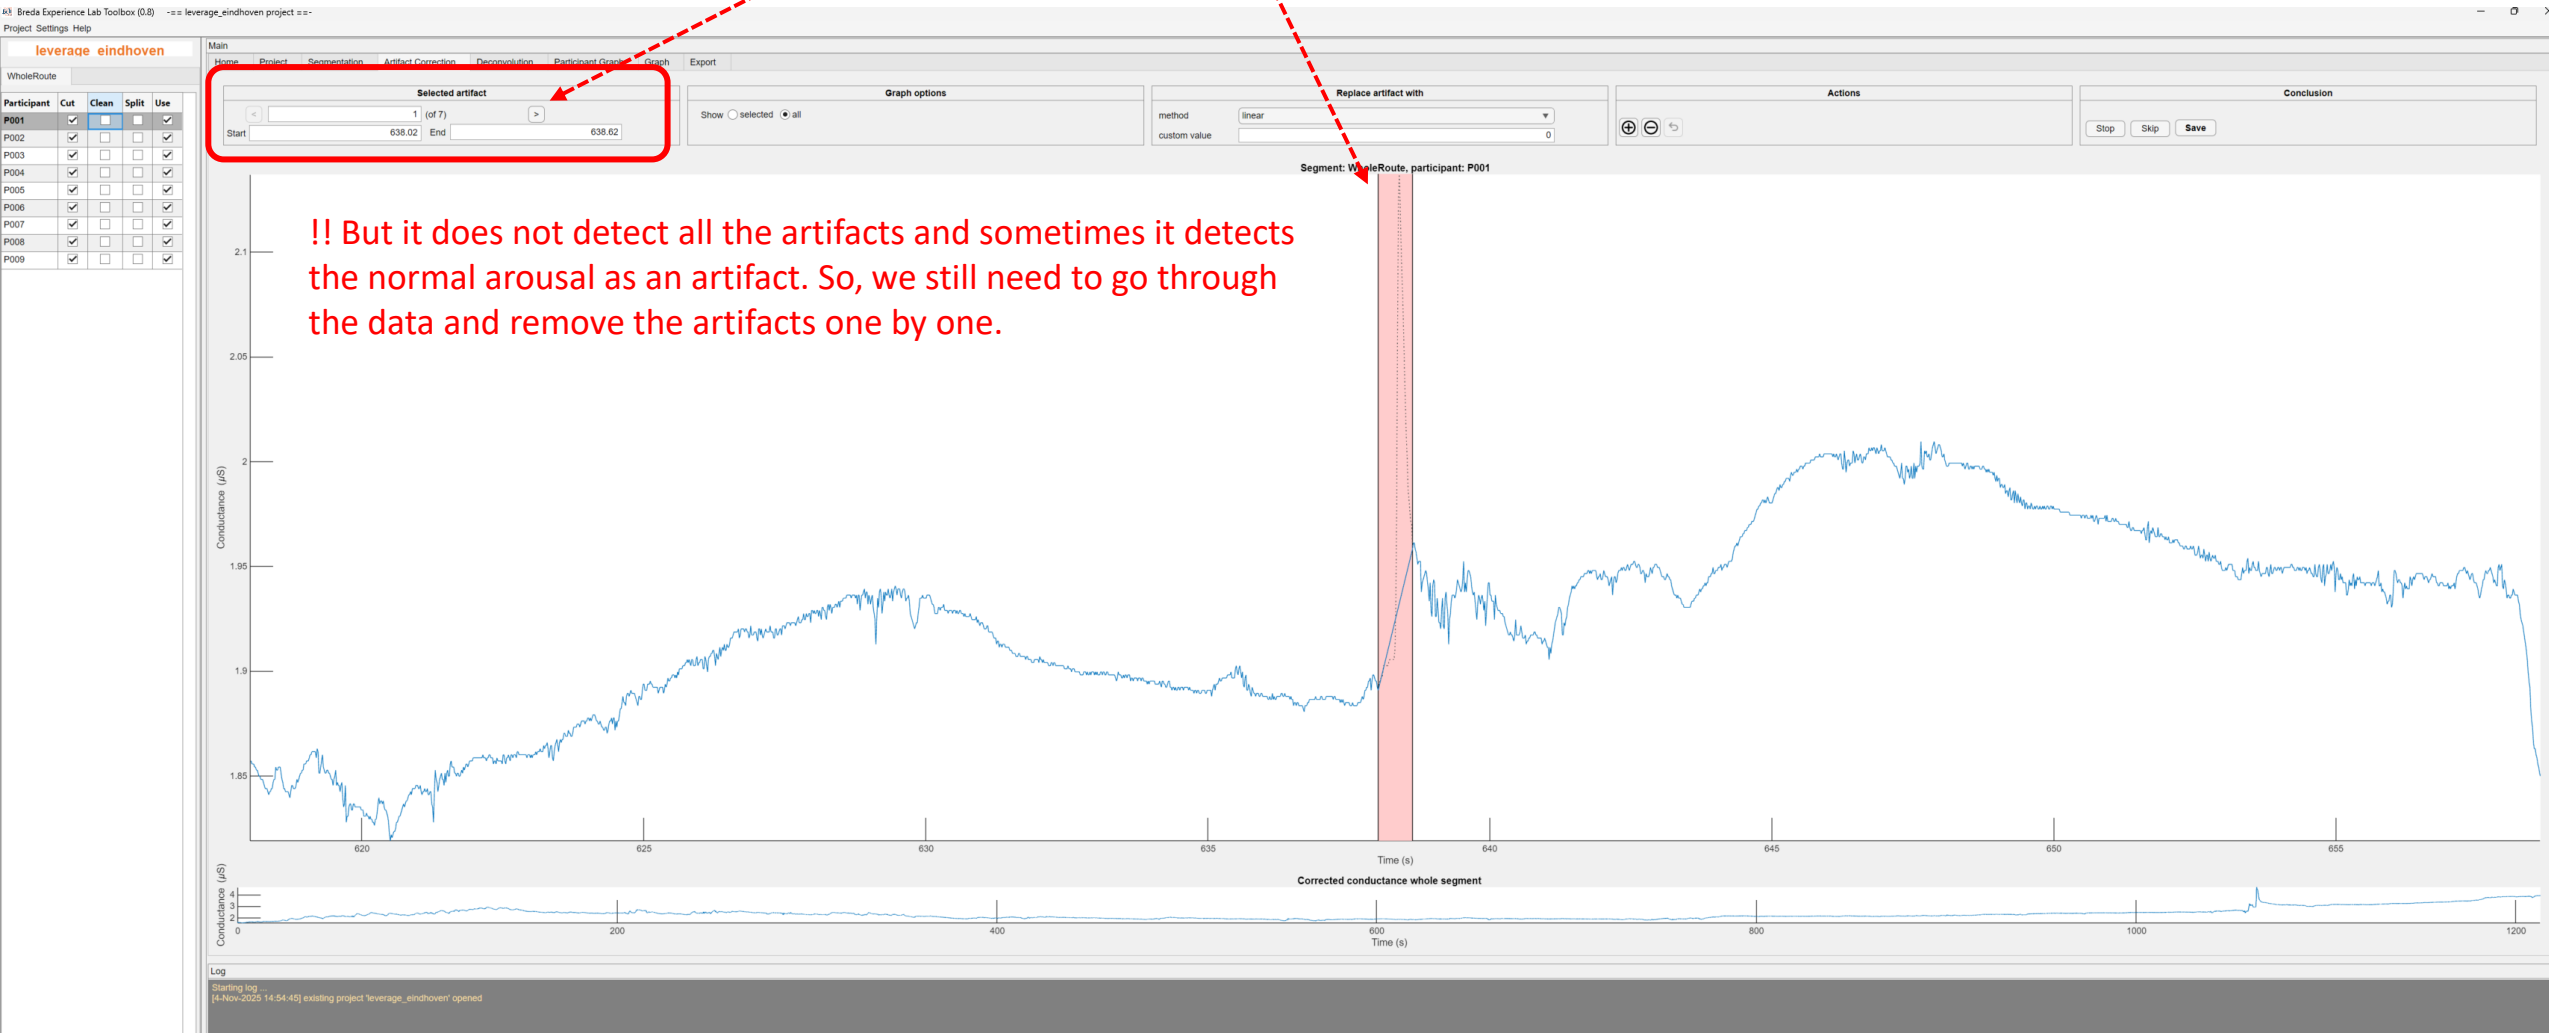 Breda Experience Lab Toolbox (0.8) -== leverage_eindhoven project ==-
Project Settings Help
leverage_eindhoven
WholeRoute
Participant Cut Clean Split Use
P001
P002
P003
P004
P005
P006
P007
P008
P009
Main
Home Project Segmentation Artifact Correction Deconvolution Participant Graph Graph Export
Selected artifact
< 1 (of 7) >
Start 638.02 End 638.62
Graph options
Show selected all
Replace artifact with
method linear
custom value 0
Actions
Conclusion
Stop Skip Save
Segment: WholeRoute, participant: P001
!! But it does not detect all the artifacts and sometimes it detects
the normal arousal as an artifact. So, we still need to go through
the data and remove the artifacts one by one.
Conductance (μS)
2.1
2.05
2
1.95
1.9
1.85
620 625 630 635 640 645 650 655
Time (s)
Corrected conductance whole segment
Conductance (μS)
4
3
2
0 200 400 600 800 1000 1200
Time (s)
Log
Starting log ...
[4-Nov-2025 14:54:45] existing project 'leverage_eindhoven' opened